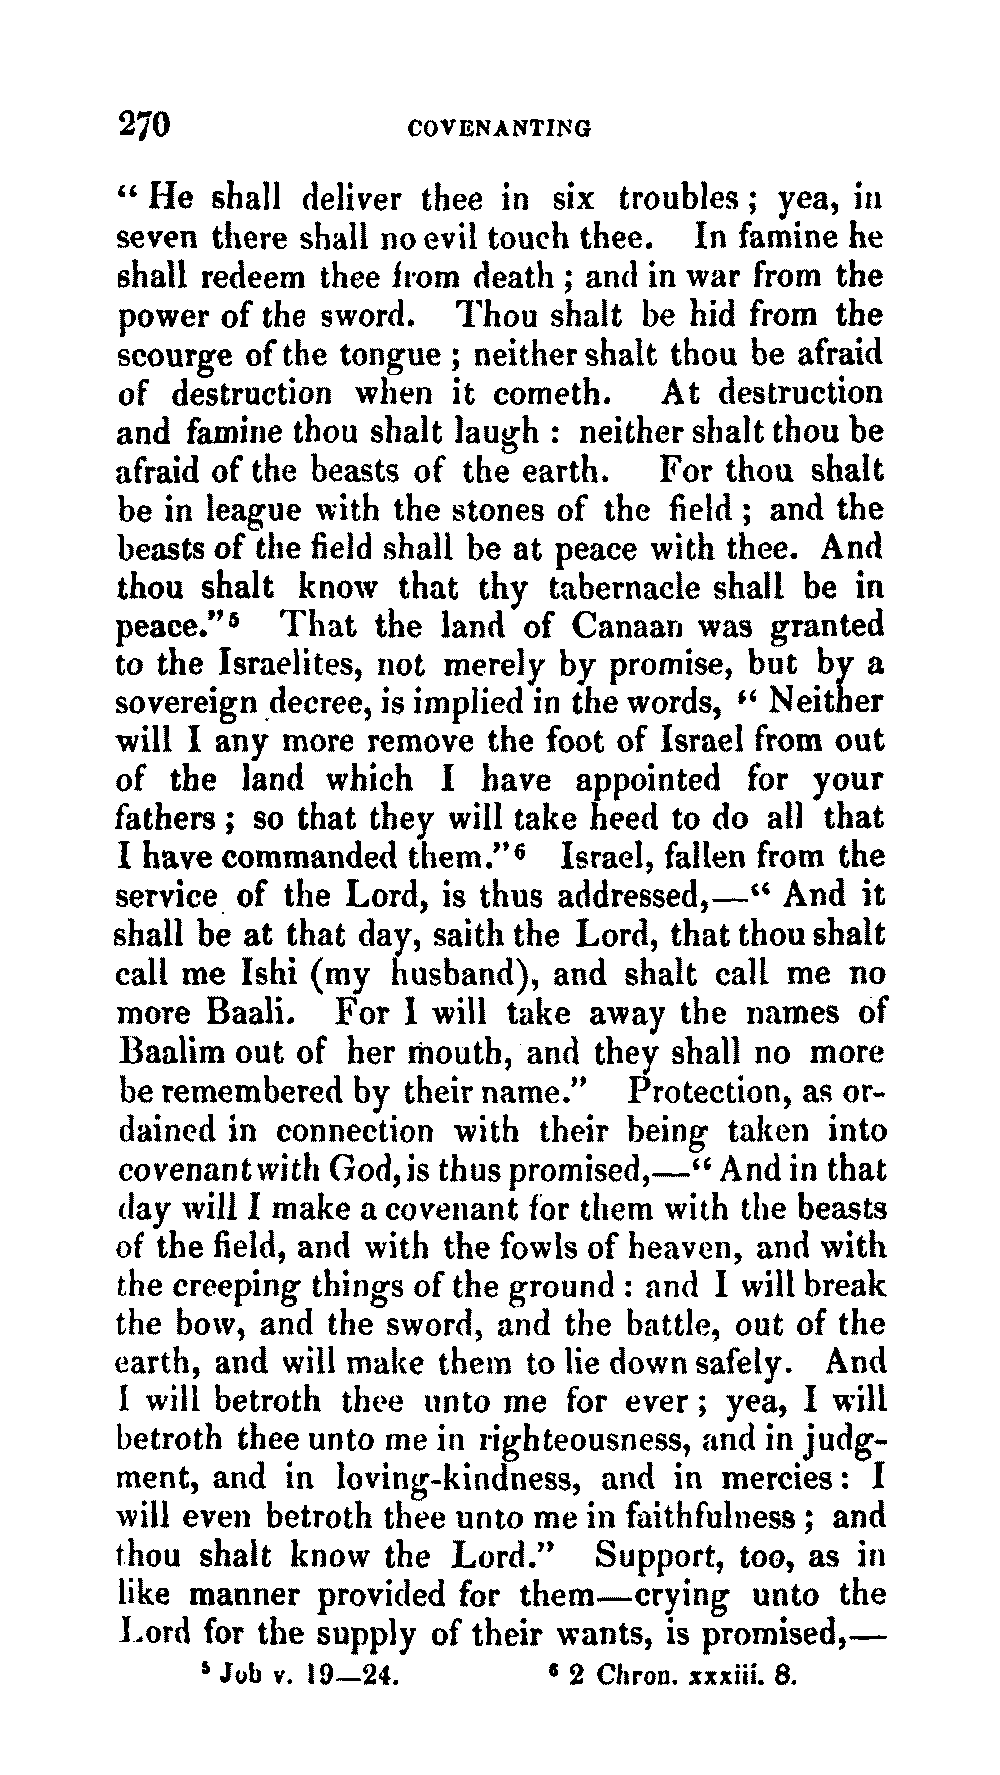 270 COVENANTING
“ He shall deliver thee in six troubles ; yea, in
seven there shall no evil touch thee. In famine he
shall redeem thee from death ; and in war from the
power of the sword. Thou shalt be hid from the
scourge of the tongue ; neither shalt thou be afraid
of destruction when it cometh. At destruction
and famine thou shalt laugh : neither shalt thou be
afraid of the beasts of the earth. For thou shalt
be in league with the stones of the field ; and the
beasts of the field shall be at peace with thee. And
thou shalt know that thy tabernacle shall be in
peace.”⁵ That the land of Canaan was granted
to the Israelites, not merely by promise, but by a
sovereign decree, is implied in the words, “ Neither
will I any more remove the foot of Israel from out
of the land which I have appointed for your
fathers ; so that they will take heed to do all that
I have commanded them.”⁶ Israel, fallen from the
service of the Lord, is thus addressed,—“ And it
shall be at that day, saith the Lord, that thou shalt
call me Ishi (my husband), and shalt call me no
more Baali. For I will take away the names of
Baalim out of her mouth, and they shall no more
be remembered by their name.” Protection, as or-
dained in connection with their being taken into
covenant with God, is thus promised,—“ And in that
day will I make a covenant for them with the beasts
of the field, and with the fowls of heaven, and with
the creeping things of the ground : and I will break
the bow, and the sword, and the battle, out of the
earth, and will make them to lie down safely. And
I will betroth thee unto me for ever ; yea, I will
betroth thee unto me in righteousness, and in judg-
ment, and in loving-kindness, and in mercies : I
will even betroth thee unto me in faithfulness ; and
thou shalt know the Lord.” Support, too, as in
like manner provided for them—crying unto the
Lord for the supply of their wants, is promised,—
⁵ Job v. 19—24. ⁶ 2 Chron. xxxiii. 8.